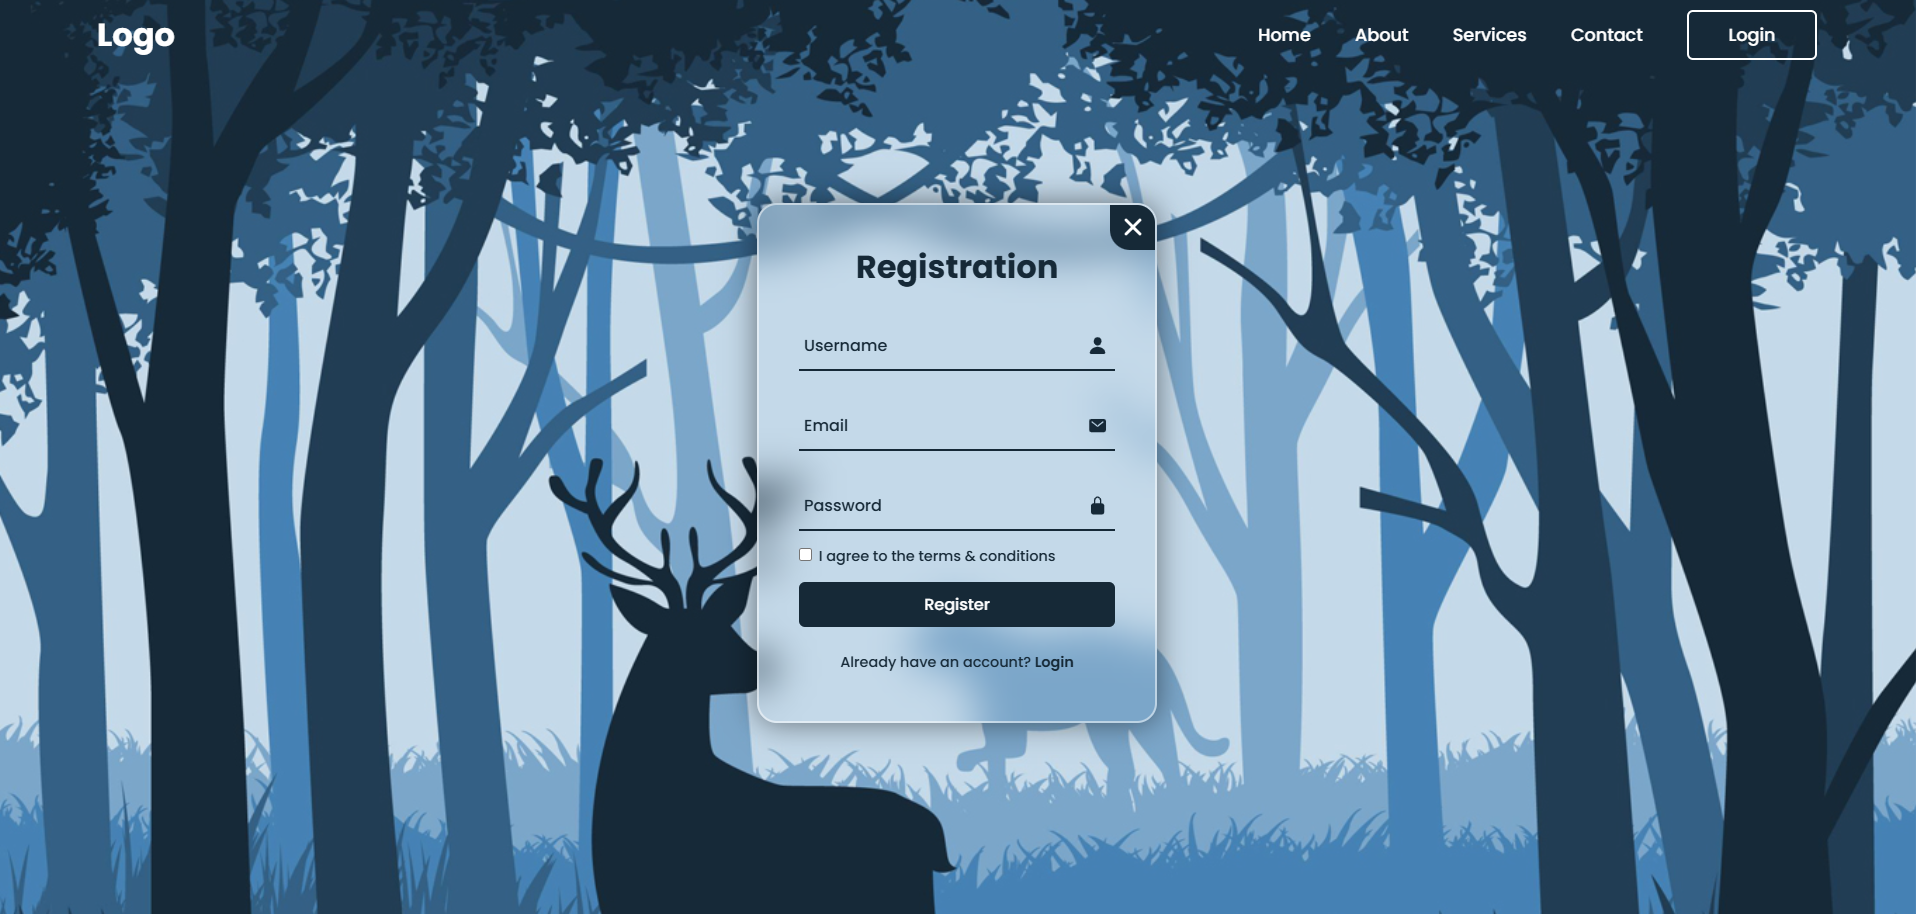 Logo
Home About Services Contact Login
Registration
Username
Email
Password
I agree to the terms & conditions
Register
Already have an account? Login